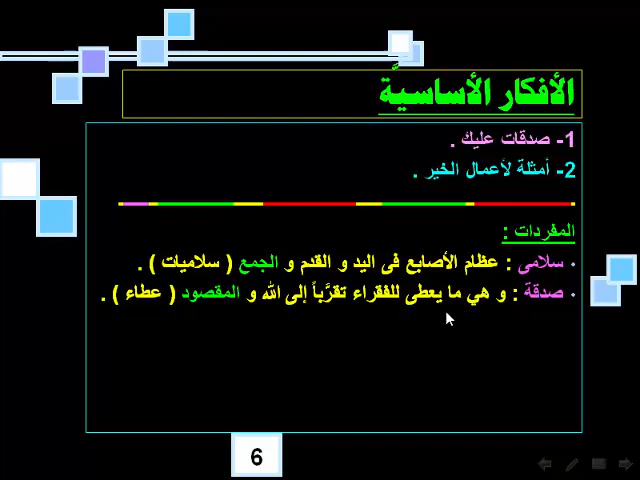 الأفكار الأساسيَّة
1- صدقات عليك .
2- أمثلة لأعمال الخير .
المفردات :
• سلامى : عظام الأصابع فى اليد و القدم و الجمع ( سلاميات ) .
• صدقة : و هي ما يعطى للفقراء تقرَّباً إلى الله و المقصود ( عطاء ) .
6